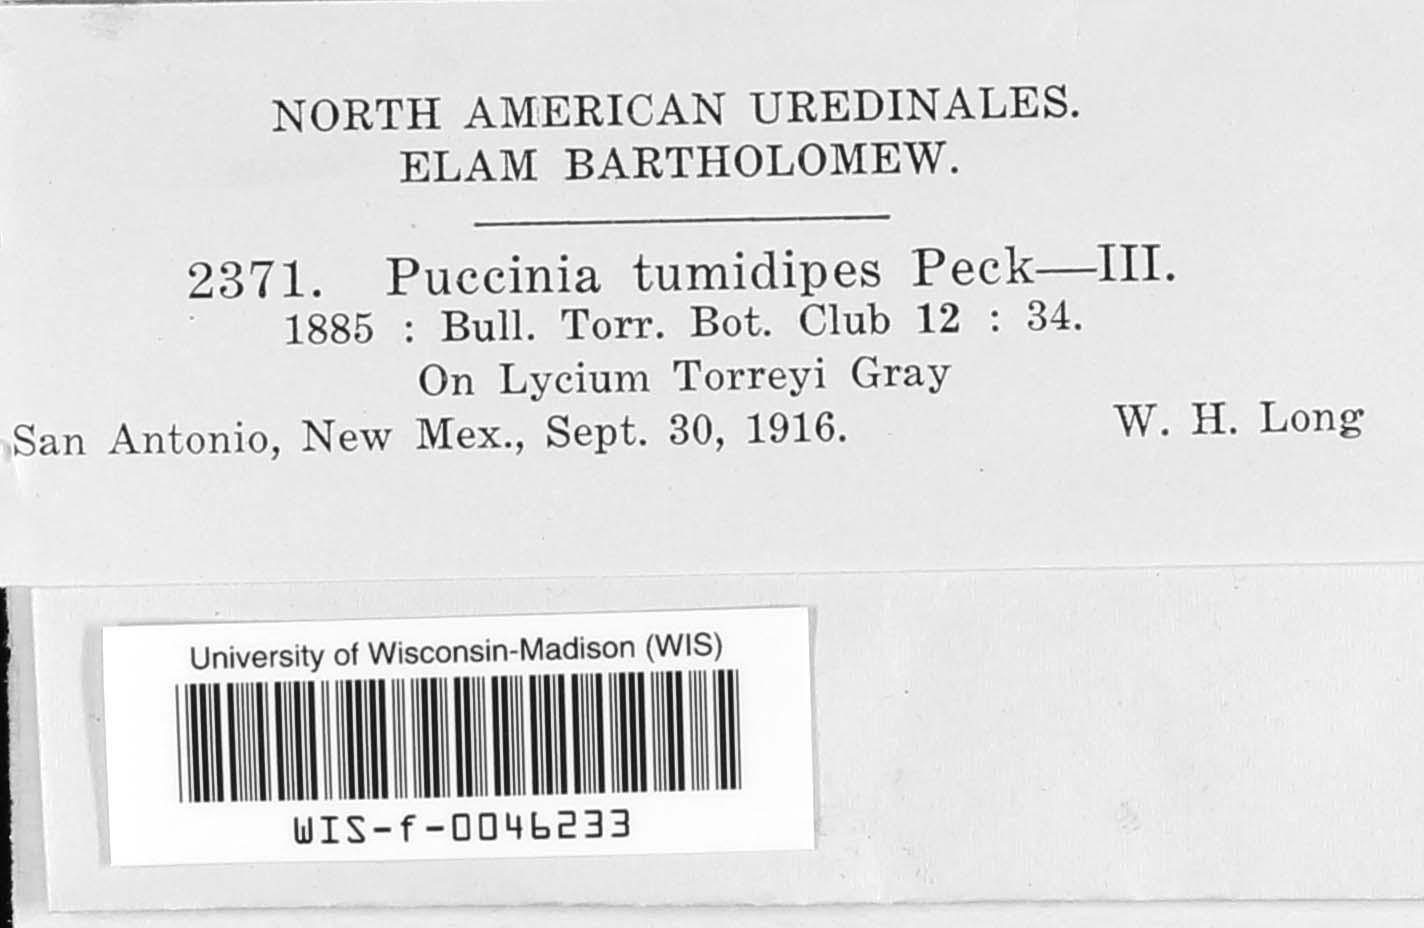 NORTH AMERICAN UREDINALES.
ELAM BARTHOLOMEW.
2371. Puccinia tumidipes Peck—III.
1885 : Bull. Torr. Bot. Club 12 : 34.
On Lycium Torreyi Gray
San Antonio, New Mex., Sept. 30, 1916. W. H. Long
University of Wisconsin-Madison (WIS)
WIS-f-0046233